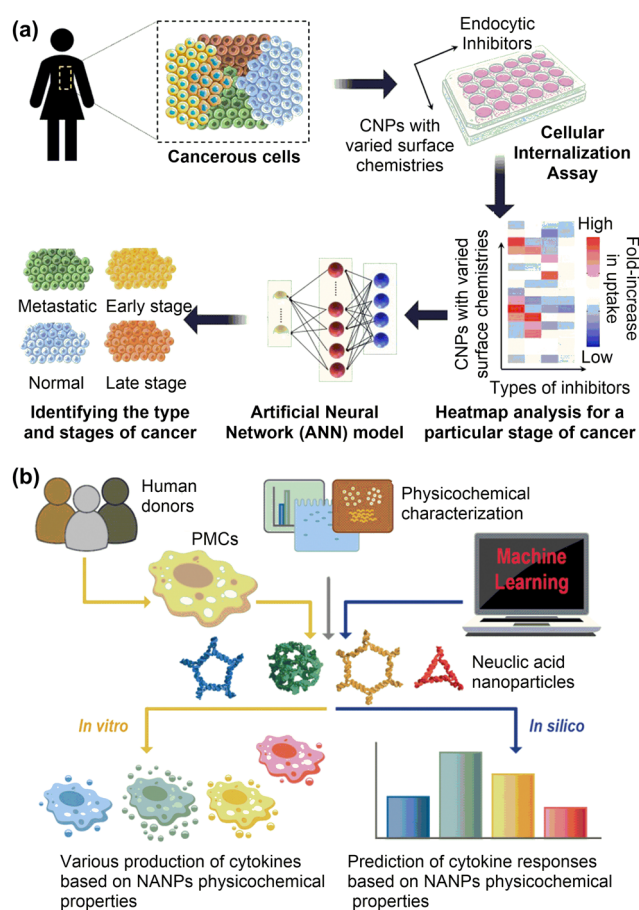 (a)
Cancerous cells
Endocytic
Inhibitors
CNPs with
varied surface
chemistries
Cellular
Internalization
Assay
High
Fold-increase
in uptake
Low
CNPs with varied
surface chemistries
Types of inhibitors
Heatmap analysis for a
particular stage of cancer
Artificial Neural
Network (ANN) model
Metastatic
Early stage
Normal
Late stage
Identifying the type
and stages of cancer
(b)
Human
donors
PMCs
Physicochemical
characterization
Machine
Learning
Neuclic acid
nanoparticles
In vitro
In silico
Various production of cytokines
based on NANPs physicochemical
properties
Prediction of cytokine responses
based on NANPs physicochemical
properties